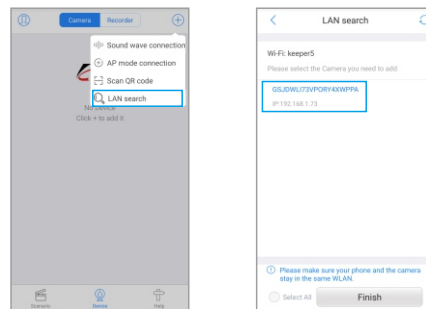 Camera
Recorder
Sound wave connection
AP mode connection
Scan QR code
LAN search
No Device
Click + to add it
Scenario
Device
Help
LAN search
Wi-Fi: keeper5
Please select the Camera you need to add
GSJDWLI73VPORY4XWPPA
IP:192.168.1.73
Please make sure your phone and the camera
stay in the same WLAN.
Select All
Finish